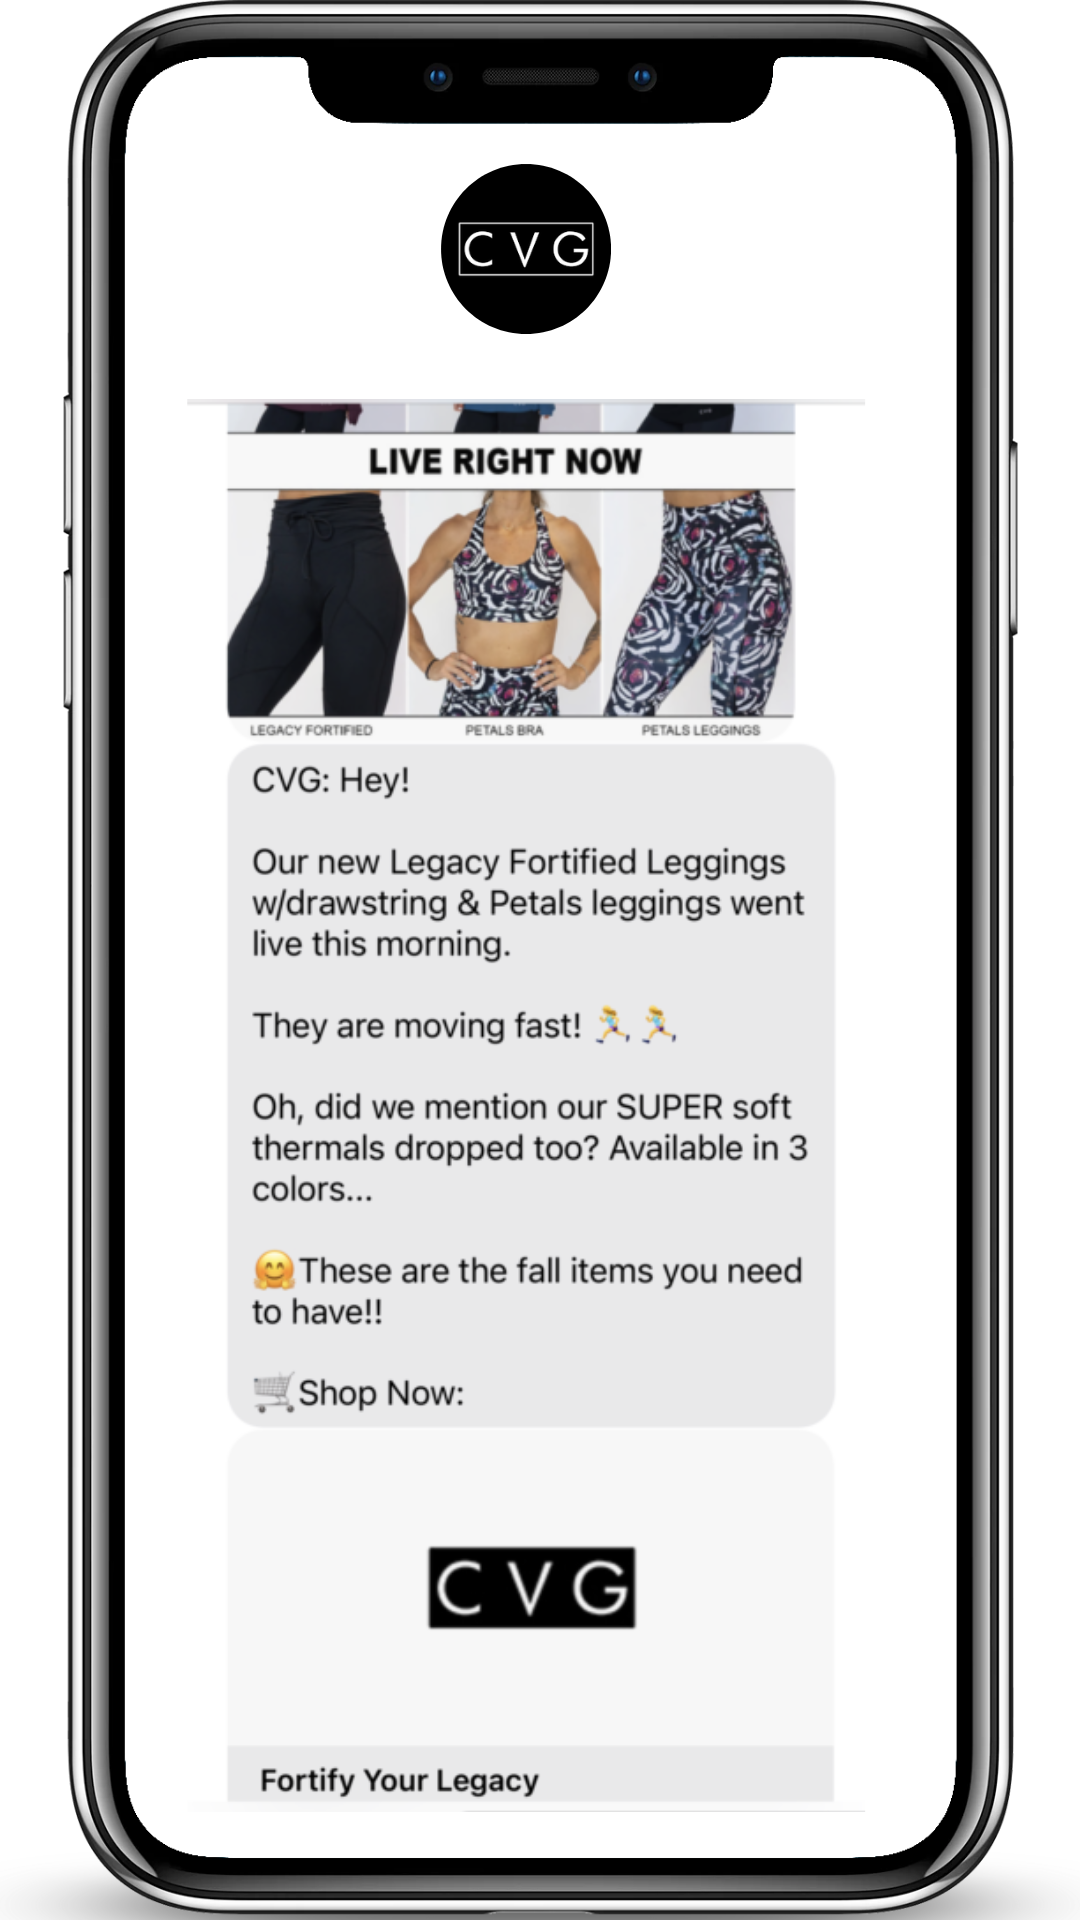 CVG
LIVE RIGHT NOW
LEGACY FORTIFIED
PETALS BRA
PETALS LEGGINGS
CVG: Hey!
Our new Legacy Fortified Leggings
w/drawstring & Petals leggings went
live this morning.
They are moving fast! 🏃‍♀️🏃‍♀️
Oh, did we mention our SUPER soft
thermals dropped too? Available in 3
colors...
🤗These are the fall items you need
to have!!
🛒Shop Now:
CVG
Fortify Your Legacy